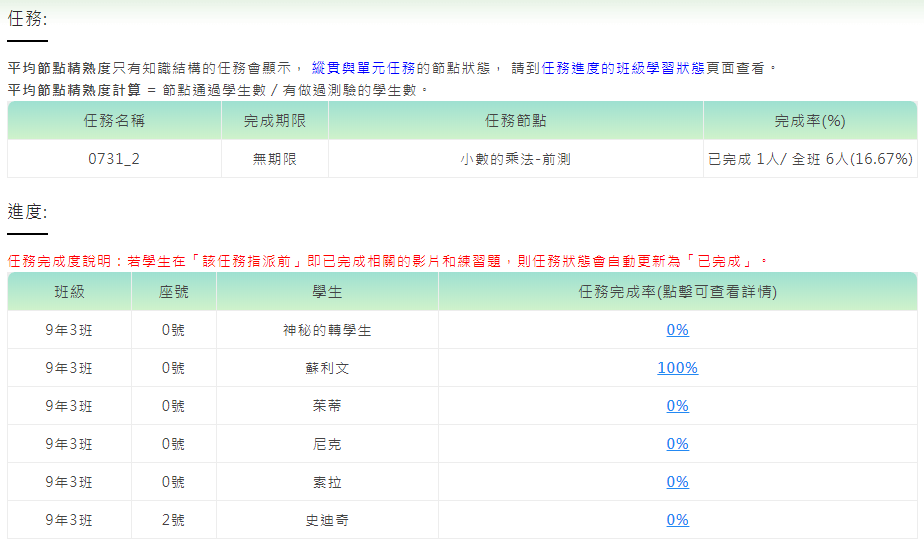 任務:
平均節點精熟度只有知識結構的任務會顯示， 縱貫與單元任務的節點狀態， 請到任務進度的班級學習狀態頁面查看。
平均節點精熟度計算 = 節點通過學生數 / 有做過測驗的學生數。
任務名稱 完成期限 任務節點 完成率(%)
0731_2 無期限 小數的乘法-前測 已完成 1人/ 全班 6人(16.67%)
進度:
任務完成度說明：若學生在「該任務指派前」即已完成相關的影片和練習題，則任務狀態會自動更新為「已完成」。
班級 座號 學生 任務完成率(點擊可查看詳情)
9年3班 0號 神秘的轉學生 0%
9年3班 0號 蘇利文 100%
9年3班 0號 茱蒂 0%
9年3班 0號 尼克 0%
9年3班 0號 索拉 0%
9年3班 2號 史迪奇 0%